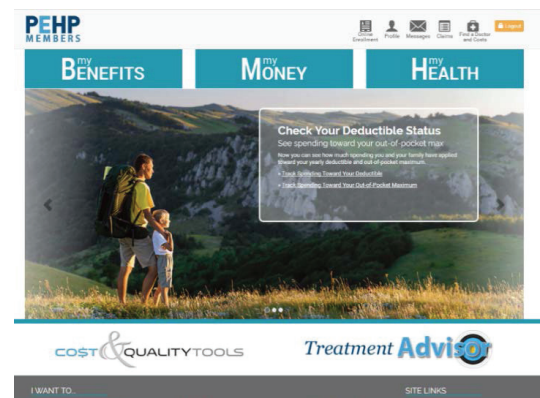 PEHP
MEMBERS
Online Enrollment
Profile
Messages
Claims
Find a Doctor and Costs
Logout
my BENEFITS
my MONEY
my HEALTH
Check Your Deductible Status
See spending toward your out-of-pocket max
Now you can see how much spending you and your family have applied
toward your yearly deductible and out-of-pocket maximum.
• Track Spending Toward Your Deductible
• Track Spending Toward Your Out-of-Pocket Maximum
CO$T & QUALITYTOOLS
Treatment Advisor
I WANT TO...
SITE LINKS